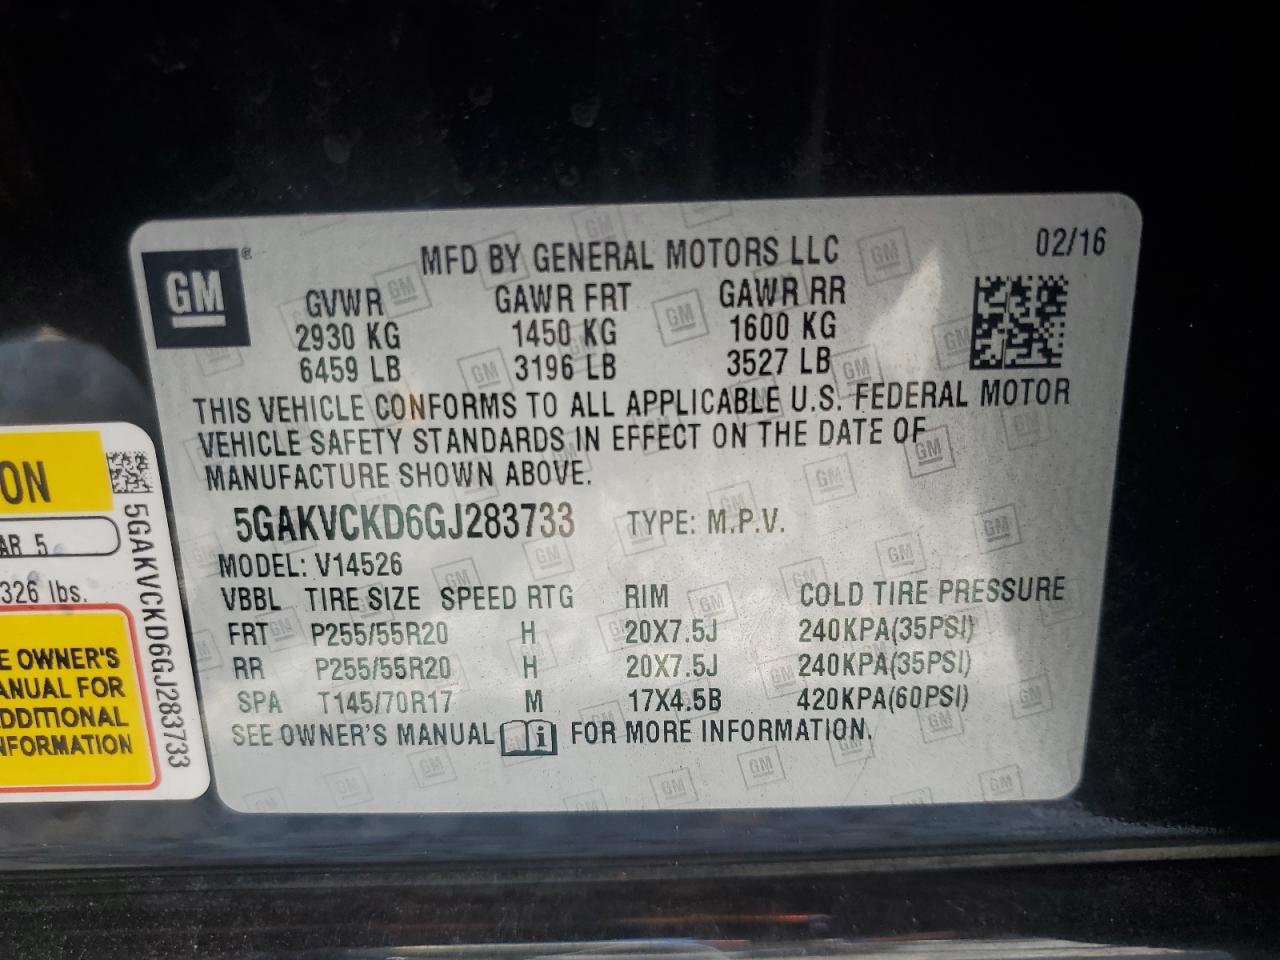 GM®
MFD BY GENERAL MOTORS LLC 02/16
GVWR GAWR FRT GAWR RR
2930 KG 1450 KG 1600 KG
6459 LB 3196 LB 3527 LB
THIS VEHICLE CONFORMS TO ALL APPLICABLE U.S. FEDERAL MOTOR
VEHICLE SAFETY STANDARDS IN EFFECT ON THE DATE OF
MANUFACTURE SHOWN ABOVE.
5GAKVCKD6GJ283733 TYPE: M.P.V.
MODEL: V14526
VBBL TIRE SIZE SPEED RTG RIM COLD TIRE PRESSURE
FRT P255/55R20 H 20X7.5J 240KPA(35PSI)
RR P255/55R20 H 20X7.5J 240KPA(35PSI)
SPA T145/70R17 M 17X4.5B 420KPA(60PSI)
SEE OWNER'S MANUAL i FOR MORE INFORMATION.
ON
AR 5
326 lbs.
E OWNER'S
ANUAL FOR
DDITIONAL
NFORMATION
5GAKVCKD6GJ283733